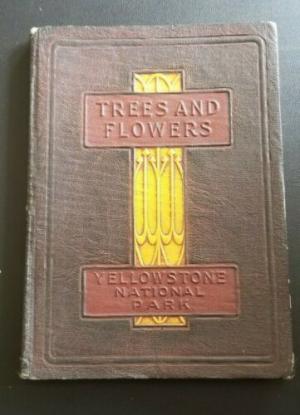 TREES AND
FLOWERS
YELLOWSTONE
NATIONAL
PARK